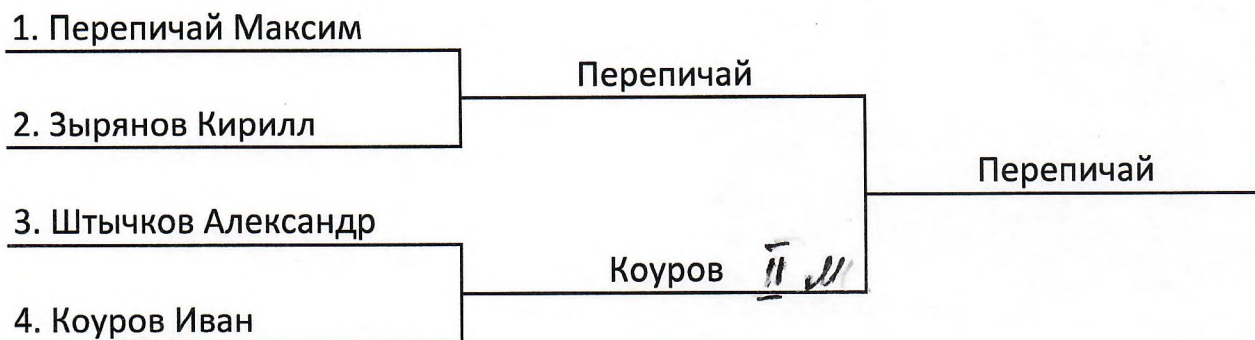 1. Перепичай Максим
Перепичай
2. Зырянов Кирилл
Перепичай
3. Штычков Александр
Коуров II м
4. Коуров Иван